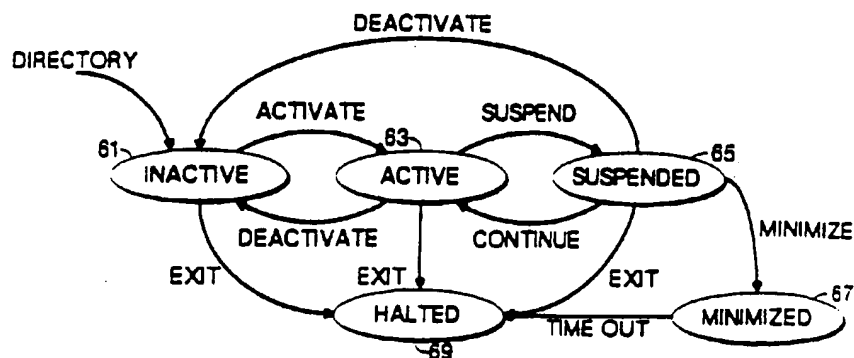 DEACTIVATE
DIRECTORY
ACTIVATE
SUSPEND
61
63
65
INACTIVE
ACTIVE
SUSPENDED
DEACTIVATE
CONTINUE
MINIMIZE
EXIT
EXIT
EXIT
67
HALTED
TIME OUT
MINIMIZED
69